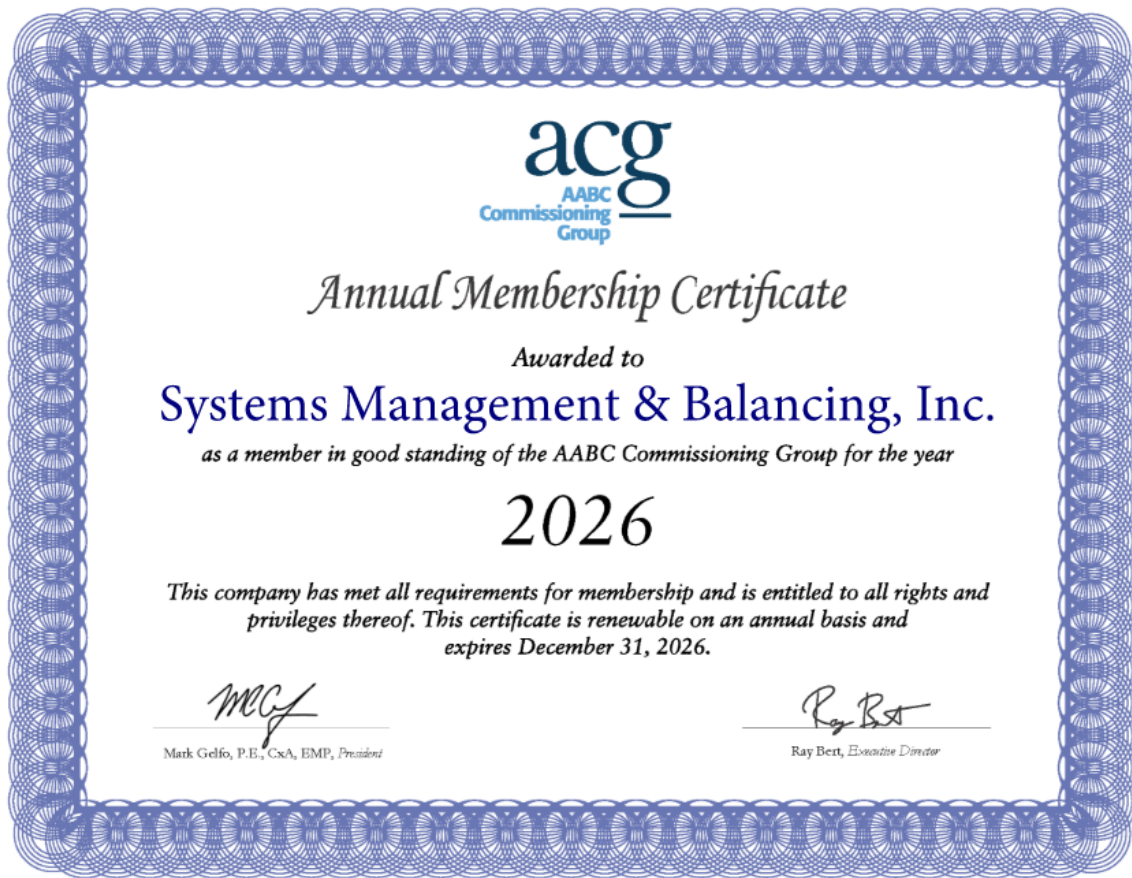 acg
AABC
Commissioning
Group
Annual Membership Certificate
Awarded to
Systems Management & Balancing, Inc.
as a member in good standing of the AABC Commissioning Group for the year
2026
This company has met all requirements for membership and is entitled to all rights and
privileges thereof. This certificate is renewable on an annual basis and
expires December 31, 2026.
Mark Gelfo, P.E., CxA, EMP, President
Ray Bert, Executive Director